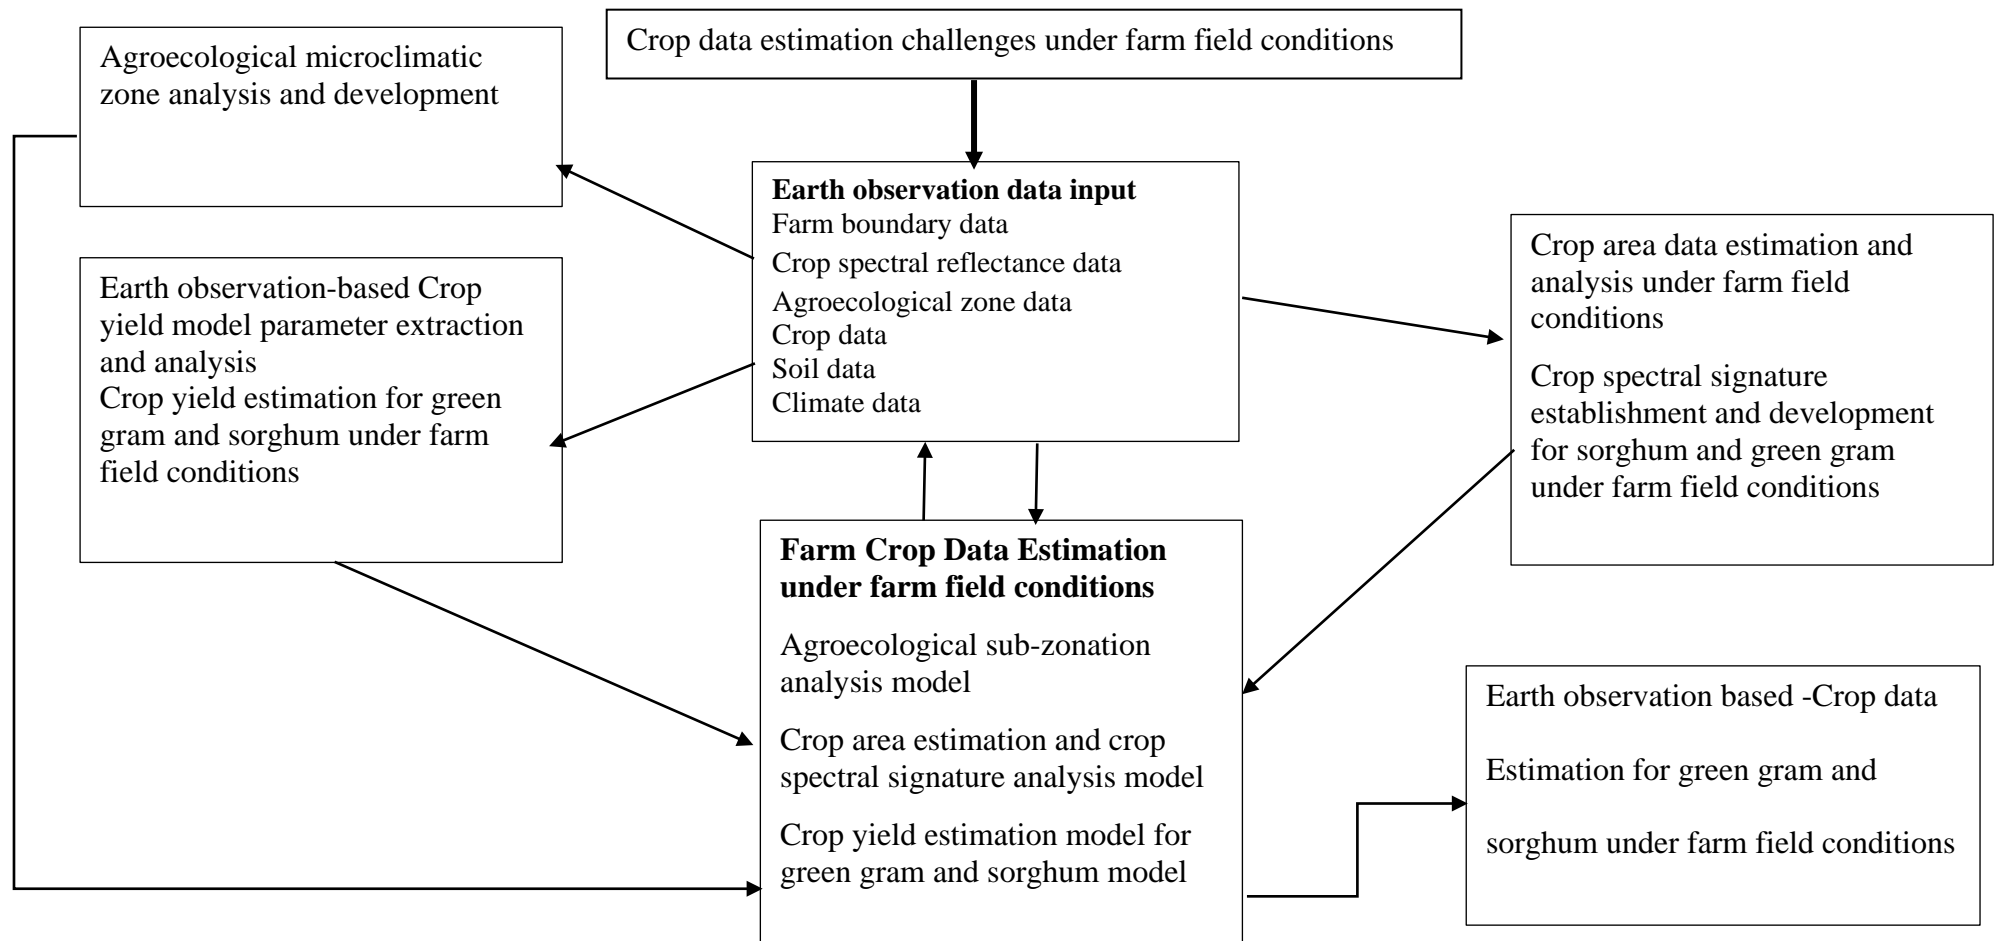 Crop data estimation challenges under farm field conditions
Agroecological microclimatic
zone analysis and development
Earth observation data input
Farm boundary data
Crop spectral reflectance data
Agroecological zone data
Crop data
Soil data
Climate data
Earth observation-based Crop
yield model parameter extraction
and analysis
Crop yield estimation for green
gram and sorghum under farm
field conditions
Crop area data estimation and
analysis under farm field
conditions
Crop spectral signature
establishment and development
for sorghum and green gram
under farm field conditions
Farm Crop Data Estimation
under farm field conditions
Agroecological sub-zonation
analysis model
Crop area estimation and crop
spectral signature analysis model
Crop yield estimation model for
green gram and sorghum model
Earth observation based -Crop data
Estimation for green gram and
sorghum under farm field conditions